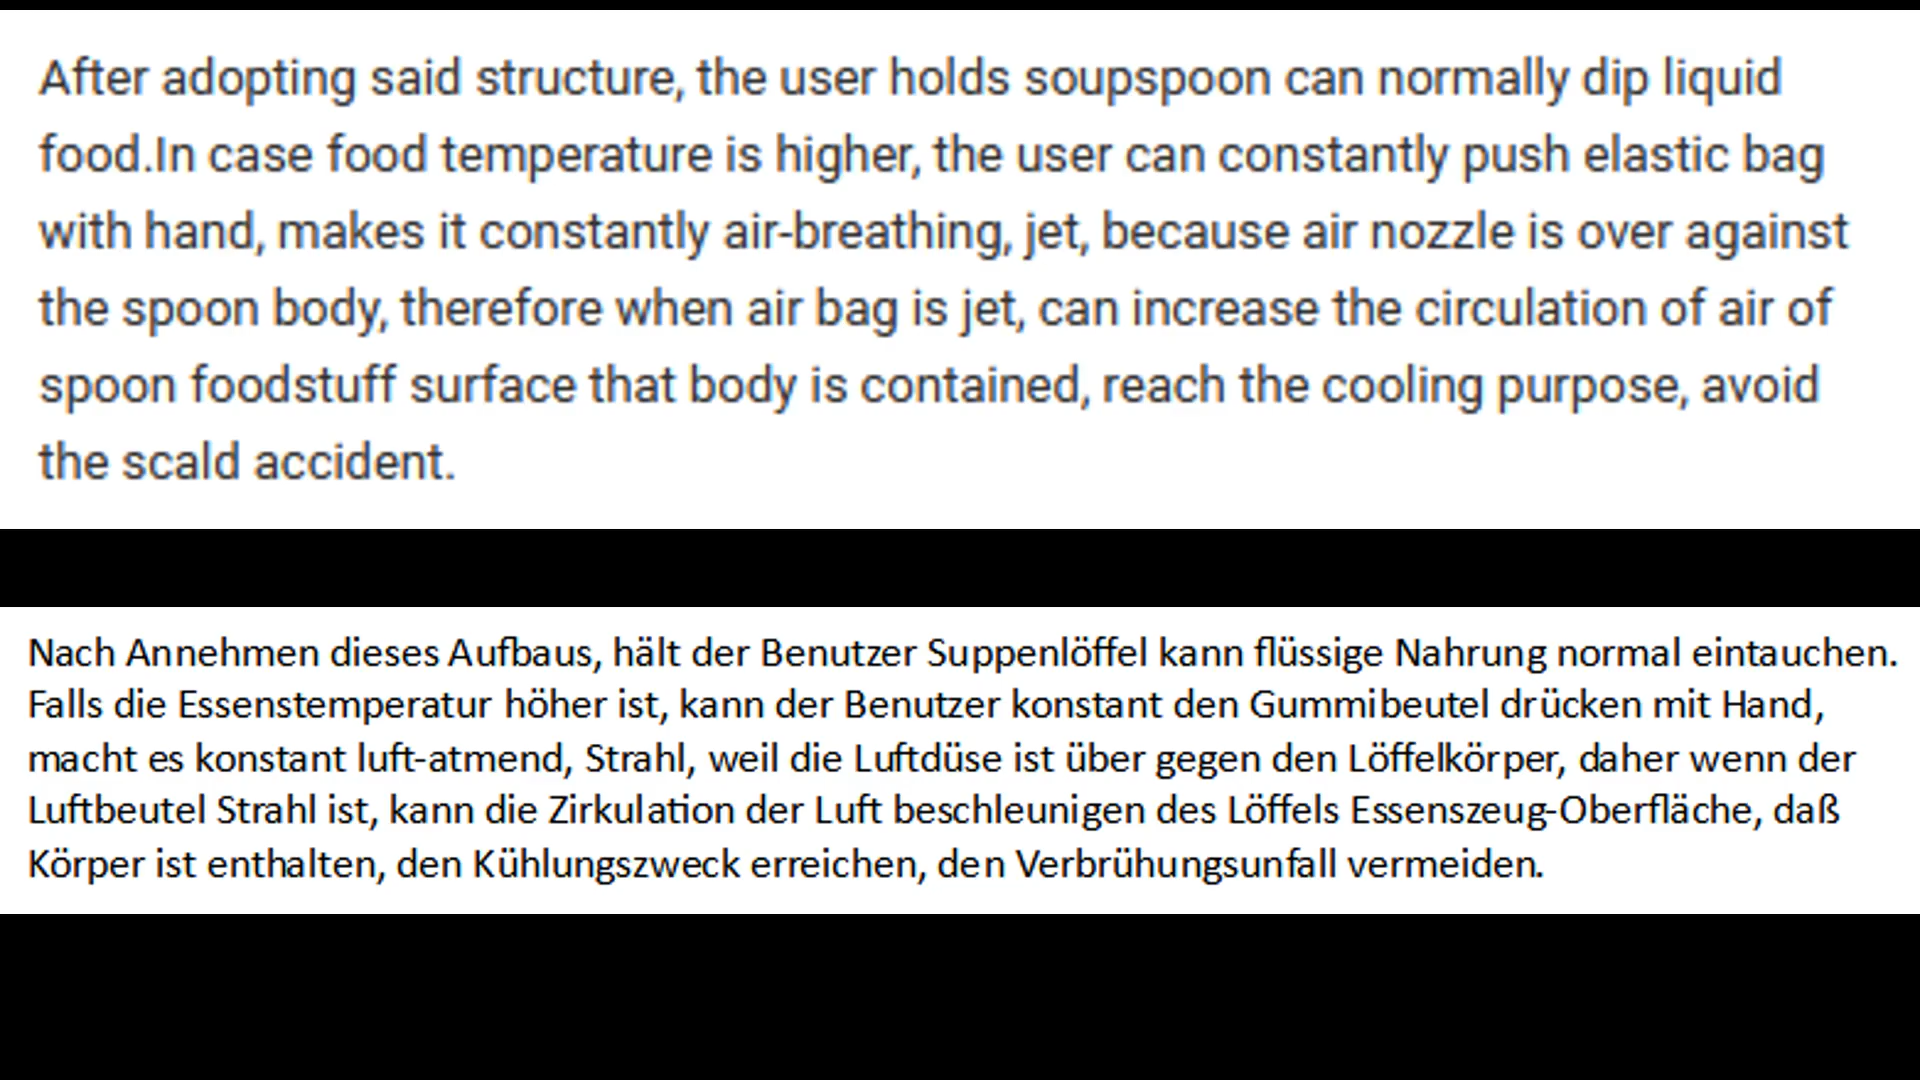 After adopting said structure, the user holds soupspoon can normally dip liquid
food.In case food temperature is higher, the user can constantly push elastic bag
with hand, makes it constantly air-breathing, jet, because air nozzle is over against
the spoon body, therefore when air bag is jet, can increase the circulation of air of
spoon foodstuff surface that body is contained, reach the cooling purpose, avoid
the scald accident.
Nach Annehmen dieses Aufbaus, hält der Benutzer Suppenlöffel kann flüssige Nahrung normal eintauchen.
Falls die Essenstemperatur höher ist, kann der Benutzer konstant den Gummibeutel drücken mit Hand,
macht es konstant luft-atmend, Strahl, weil die Luftdüse ist über gegen den Löffelkörper, daher wenn der
Luftbeutel Strahl ist, kann die Zirkulation der Luft beschleunigen des Löffels Essenszeug-Oberfläche, daß
Körper ist enthalten, den Kühlungszweck erreichen, den Verbrühungsunfall vermeiden.